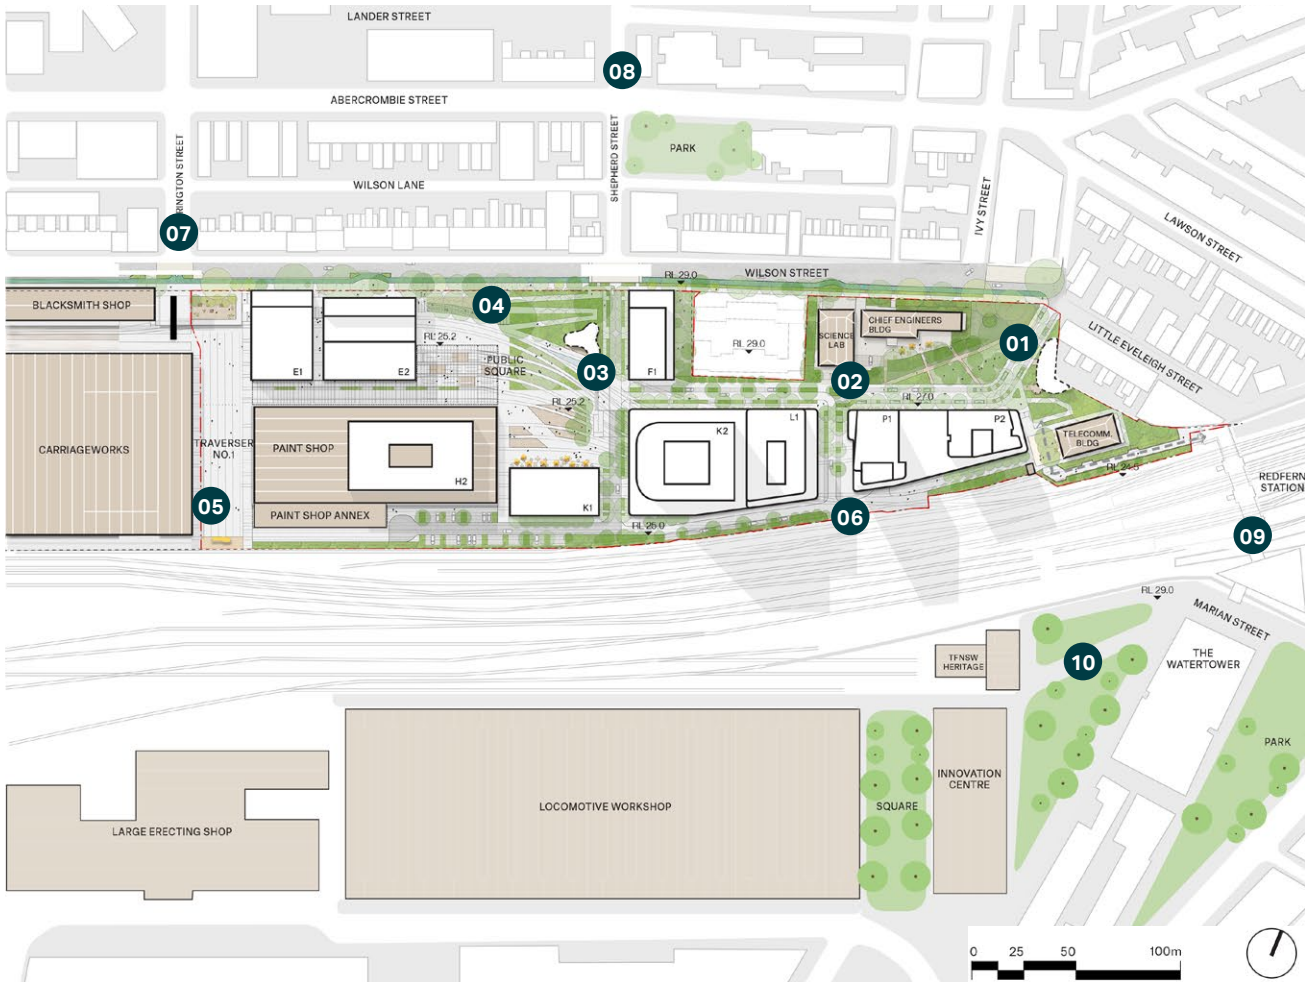 LANDER STREET
08
ABERCROMBIE STREET
PARK
SHEPHERD STREET
RINGTON STREET
WILSON LANE
IVY STREET
LAWSON STREET
07
WILSON STREET
RL 29.0
BLACKSMITH SHOP
04
CHIEF ENGINEERS
BLDG
SCIENCE
LAB
01
LITTLE EVELEIGH STREET
RL 25.2
RL 29.0
PUBLIC
SQUARE
E1
E2
03
F1
02
RL 25.2
RL 27.0
K2
L1
P1
P2
TELECOMM.
BLDG
CARRIAGEWORKS
TRAVERSER
NO.1
PAINT SHOP
H2
RL 24.5
REDFERN
STATION
05
K1
PAINT SHOP ANNEX
06
RL 25.0
09
RL 29.0
MARIAN STREET
TFNSW
HERITAGE
10
THE
WATERTOWER
PARK
INNOVATION
CENTRE
LOCOMOTIVE WORKSHOP
SQUARE
LARGE ERECTING SHOP
0 25 50 100m